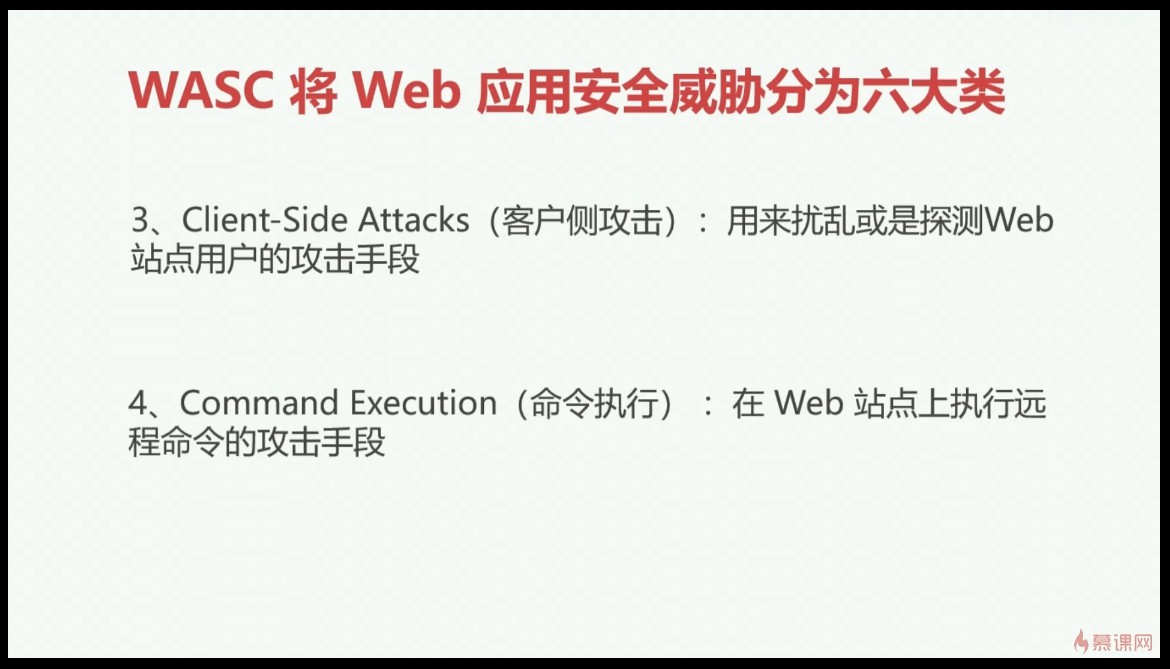 WASC 将 Web 应用安全威胁分为六大类
3、Client-Side Attacks（客户侧攻击）：用来扰乱或是探测Web
站点用户的攻击手段
4、Command Execution（命令执行）：在 Web 站点上执行远
程命令的攻击手段
慕课网